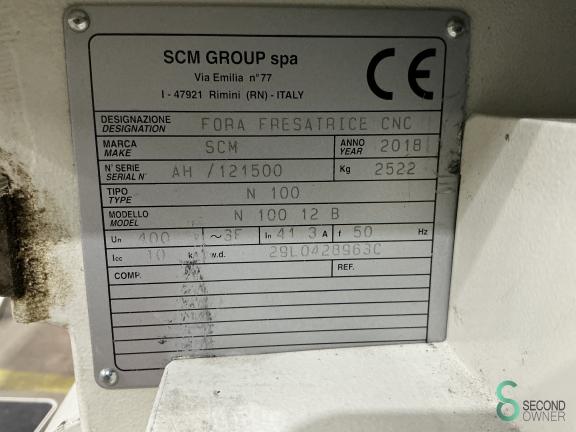 SCM GROUP spa
Via Emilia n°77
I - 47921 Rimini (RN) - ITALY
CE
DESIGNAZIONE DESIGNATION FORA FRESATRICE CNC
MARCA MAKE SCM ANNO YEAR 2018
N° SERIE SERIAL N° AH /121500 Kg 2522
TIPO TYPE N 100
MODELLO MODEL N 100 12 B
Un 400 V ~3F In 41 3 A f 50 Hz
Icc 10 kA w.d. 29L0428963C
COMP. REF.
SECOND
OWNER